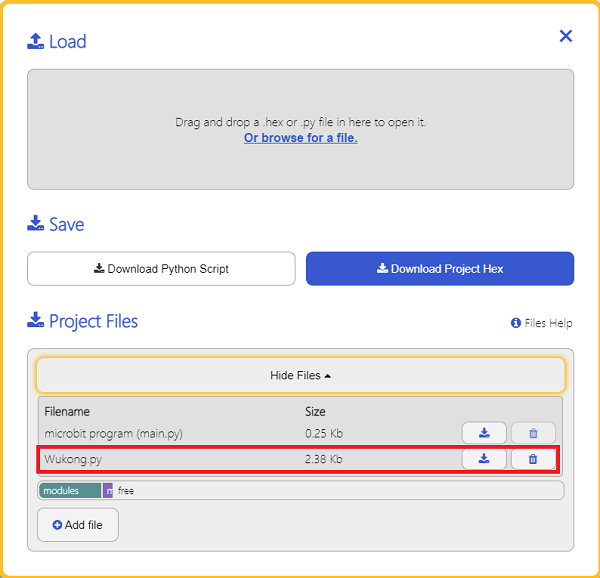 Load
Drag and drop a .hex or .py file in here to open it.
Or browse for a file.
Save
Download Python Script
Download Project Hex
Project Files
Files Help
Hide Files
Filename Size
microbit program (main.py) 0.25 Kb
Wukong.py 2.38 Kb
modules m free
Add file